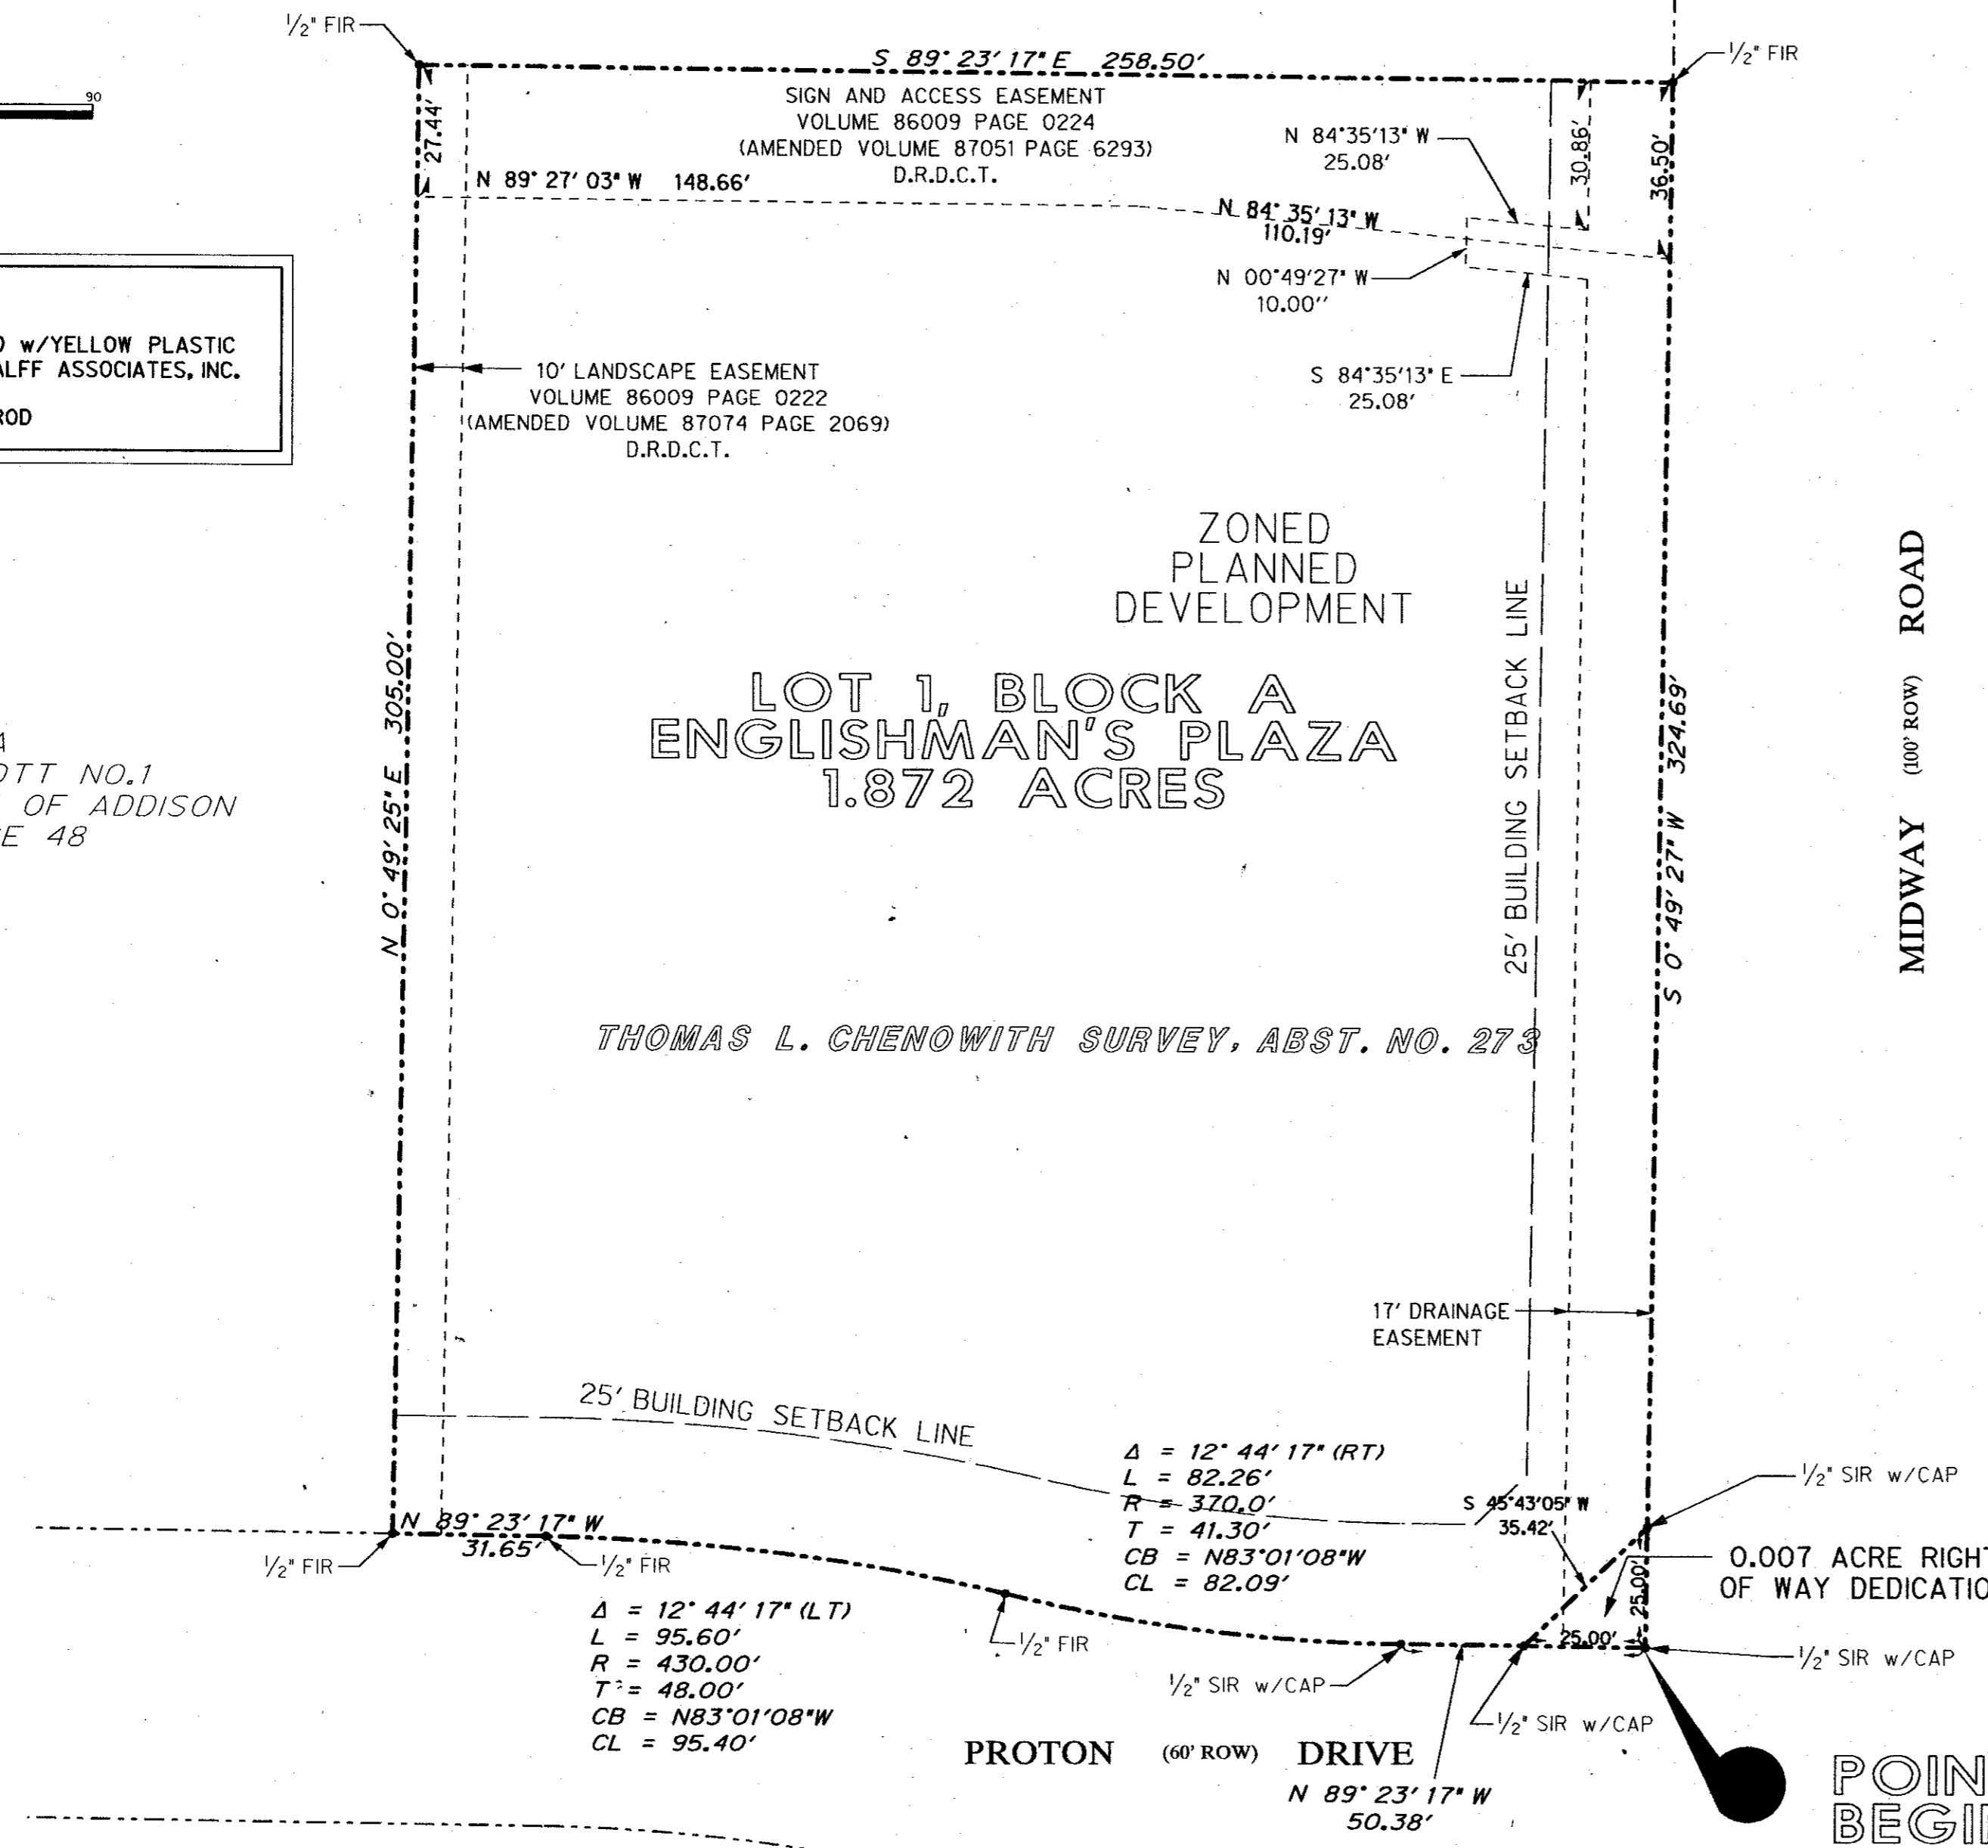 1/2" FIR
S 89° 23' 17" E 258.50'
1/2" FIR
90
27.44'
SIGN AND ACCESS EASEMENT
VOLUME 86009 PAGE 0224
(AMENDED VOLUME 87051 PAGE 6293)
D.R.D.C.T.
N 84°35'13" W
25.08'
30.86'
36.50'
N 89° 27' 03" W 148.66'
N 84° 35' 13" W
110.19'
N 00°49'27" W
10.00''
S 84°35'13" E
25.08'
w/YELLOW PLASTIC
ALFF ASSOCIATES, INC.
ROD
10' LANDSCAPE EASEMENT
VOLUME 86009 PAGE 0222
(AMENDED VOLUME 87074 PAGE 2069)
D.R.D.C.T.
ZONED
PLANNED
DEVELOPMENT
25' BUILDING SETBACK LINE
MIDWAY (100' ROW) ROAD
LOT 1, BLOCK A
ENGLISHMAN'S PLAZA
1.872 ACRES
N 0° 49' 25" E 305.00'
S 0° 49' 27" W 324.69'
A
OTT NO.1
OF ADDISON
E 48
THOMAS L. CHENOWITH SURVEY, ABST. NO. 273
17' DRAINAGE
EASEMENT
25' BUILDING SETBACK LINE
Δ = 12° 44' 17" (RT)
L = 82.26'
R = 370.0'
T = 41.30'
CB = N83°01'08"W
CL = 82.09'
S 45°43'05" W
35.42'
1/2" SIR w/CAP
N 89° 23' 17" W
31.65'
1/2" FIR
1/2" FIR
0.007 ACRE RIGHT
OF WAY DEDICATIO
25.00'
25.00'
Δ = 12° 44' 17" (LT)
L = 95.60'
R = 430.00'
T = 48.00'
CB = N83°01'08"W
CL = 95.40'
1/2" FIR
1/2" SIR w/CAP
1/2" SIR w/CAP
1/2" SIR w/CAP
PROTON (60' ROW) DRIVE
N 89° 23' 17" W
50.38'
POIN
BEGI